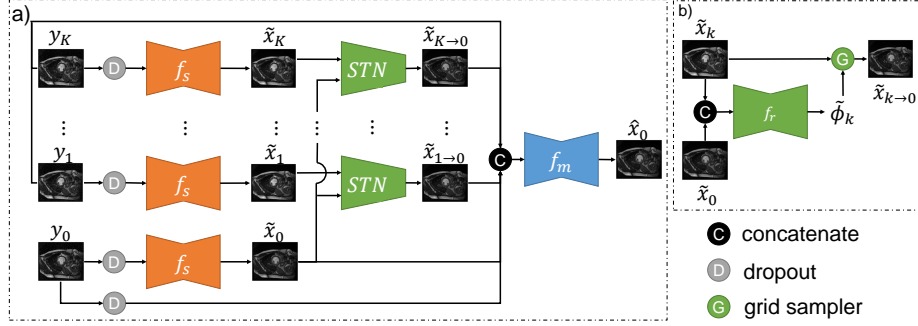 a)
y_K D f_s x̃_K STN x̃_{K→0}
⋮ ⋮ ⋮ ⋮ ⋮
y_1 D f_s x̃_1 STN x̃_{1→0} C f_m x̂_0
y_0 D f_s x̃_0
D
b)
x̃_k G
x̃_{k→0}
C f_r ϕ̃_k
x̃_0
C concatenate
D dropout
G grid sampler